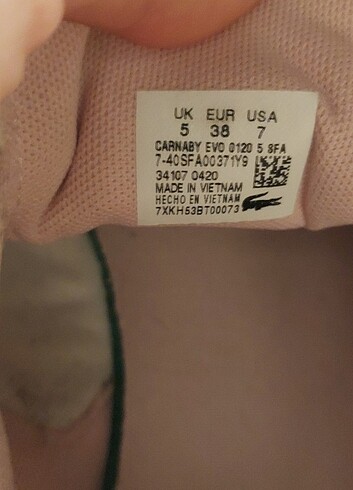 UK EUR USA
5 38 7
CARNABY EVO 0120 5 SFA
7-40SFA00371Y9
34107 0420
MADE IN VIETNAM
HECHO EN VIETNAM
7XKH53BT00073